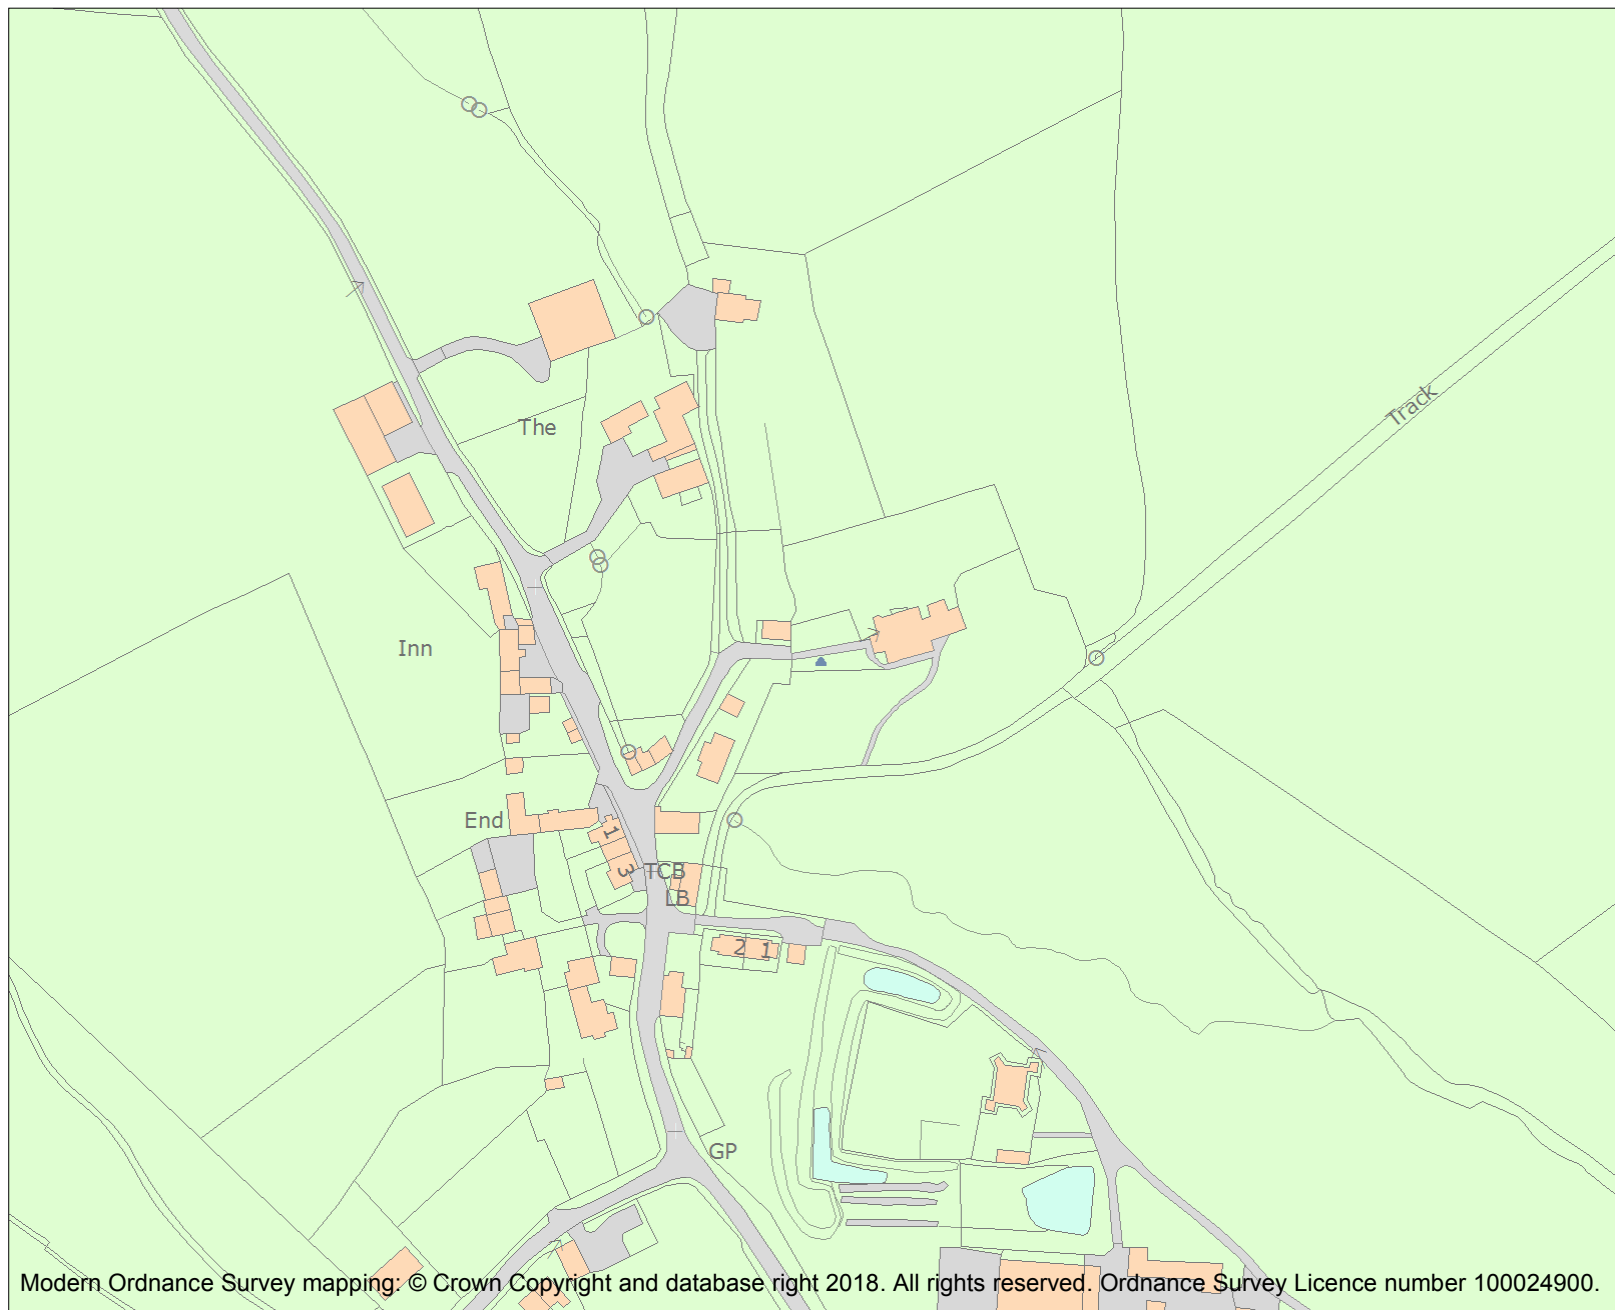 Track
The
Inn
End
1
3
TCB
LB
2 1
GP
Modern Ordnance Survey mapping: © Crown Copyright and database right 2018. All rights reserved. Ordnance Survey Licence number 100024900.